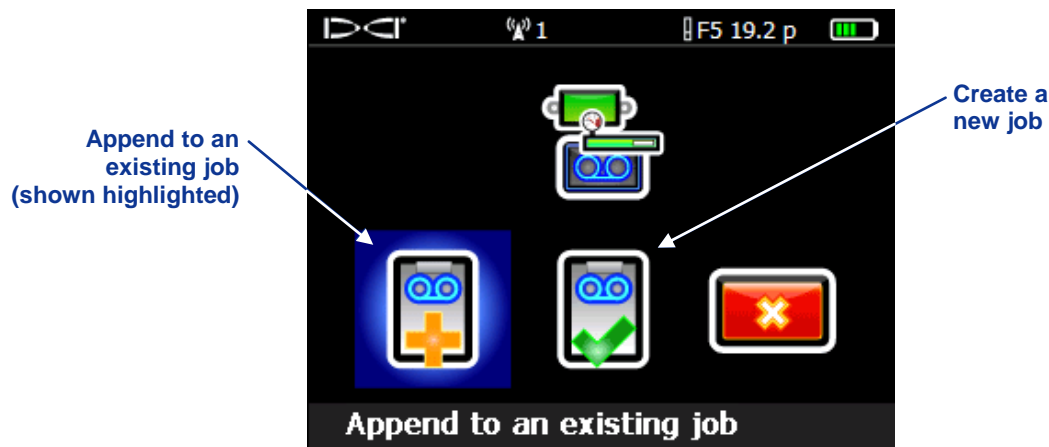 DCI
1
F5 19.2 p
Append to an
existing job
(shown highlighted)
Create a
new job
Append to an existing job